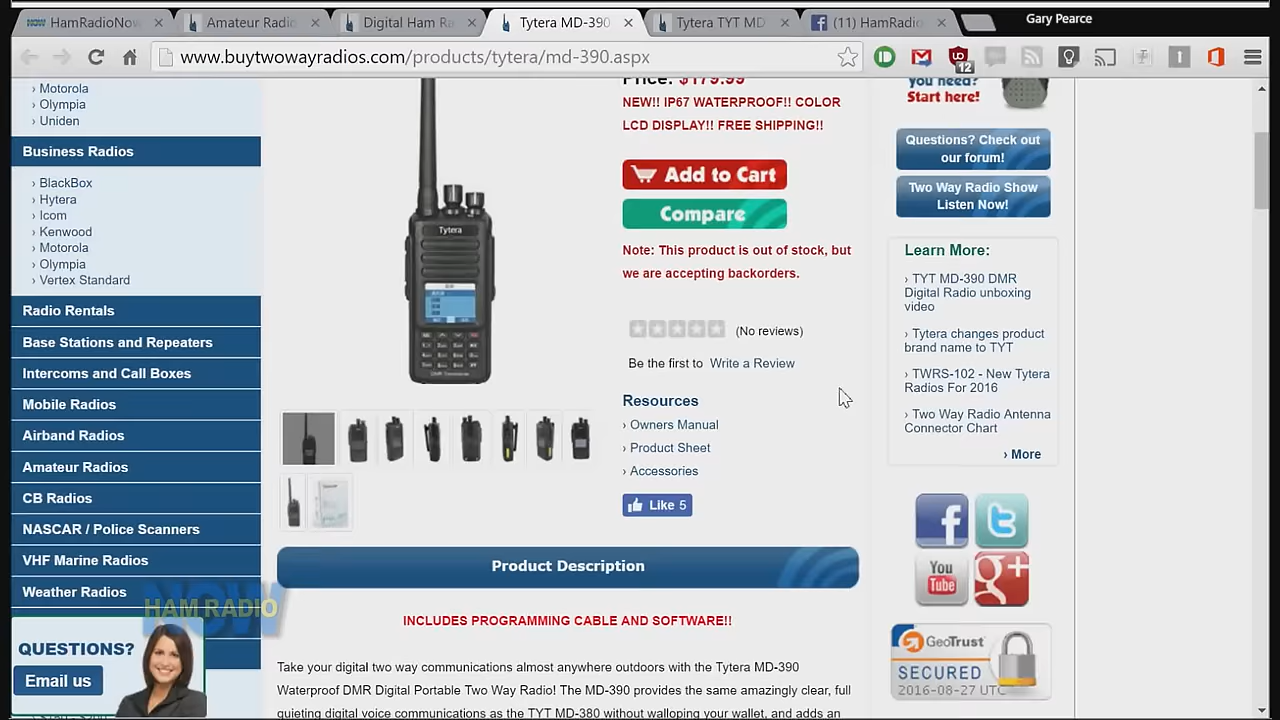 HamRadioNow
Amateur Radio
Digital Ham Ra
Tytera MD-390
Tytera TYT MD
(11) HamRadio
Gary Pearce
www.buytwowayradios.com/products/tytera/md-390.aspx
12
› Motorola
› Olympia
› Uniden
Business Radios
› BlackBox
› Hytera
› Icom
› Kenwood
› Motorola
› Olympia
› Vertex Standard
Radio Rentals
Base Stations and Repeaters
Intercoms and Call Boxes
Mobile Radios
Airband Radios
Amateur Radios
CB Radios
NASCAR / Police Scanners
VHF Marine Radios
Weather Radios
NOW
HAM RADIO
QUESTIONS?
Email us
Tytera
Price: $179.99
NEW!! IP67 WATERPROOF!! COLOR
LCD DISPLAY!! FREE SHIPPING!!
Add to Cart
Compare
Note: This product is out of stock, but
we are accepting backorders.
(No reviews)
Be the first to Write a Review
Resources
› Owners Manual
› Product Sheet
› Accessories
Like 5
Product Description
INCLUDES PROGRAMMING CABLE AND SOFTWARE!!
Take your digital two way communications almost anywhere outdoors with the Tytera MD-390
Waterproof DMR Digital Portable Two Way Radio! The MD-390 provides the same amazingly clear, full
quieting digital voice communications as the TYT MD-380 without walloping your wallet, and adds an
you need?
Start here!
Questions? Check out
our forum!
Two Way Radio Show
Listen Now!
Learn More:
› TYT MD-390 DMR
Digital Radio unboxing
video
› Tytera changes product
brand name to TYT
› TWRS-102 - New Tytera
Radios For 2016
› Two Way Radio Antenna
Connector Chart
› More
You
Tube
GeoTrust
SECURED
2016-08-27 UTC